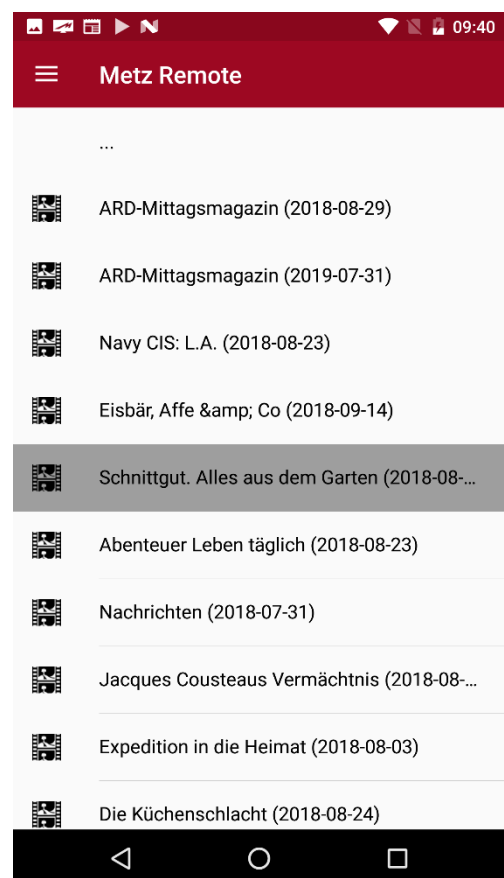 09:40
Metz Remote
...
ARD-Mittagsmagazin (2018-08-29)
ARD-Mittagsmagazin (2019-07-31)
Navy CIS: L.A. (2018-08-23)
Eisbär, Affe &amp; Co (2018-09-14)
Schnittgut. Alles aus dem Garten (2018-08-...
Abenteuer Leben täglich (2018-08-23)
Nachrichten (2018-07-31)
Jacques Cousteaus Vermächtnis (2018-08-...
Expedition in die Heimat (2018-08-03)
Die Küchenschlacht (2018-08-24)